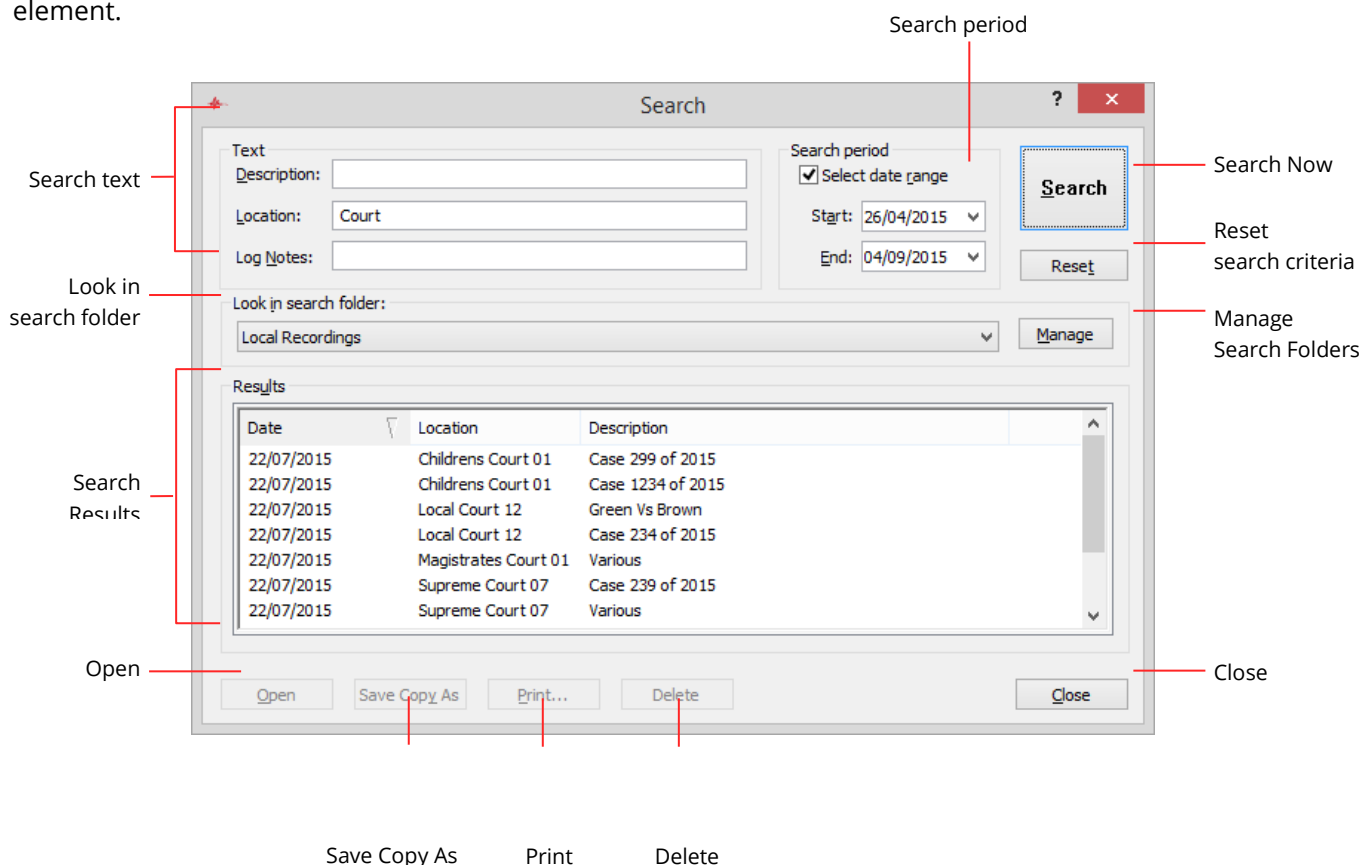 element.
Search period
Search
?
Search text
Text
Description:
Location: Court
Log Notes:
Search period
Select date range
Start: 26/04/2015
End: 04/09/2015
Search
Reset
Search Now
Reset
search criteria
Look in
search folder
Look in search folder:
Local Recordings
Manage
Manage
Search Folders
Search
Results
Results
Date Location Description
22/07/2015 Childrens Court 01 Case 299 of 2015
22/07/2015 Childrens Court 01 Case 1234 of 2015
22/07/2015 Local Court 12 Green Vs Brown
22/07/2015 Local Court 12 Case 234 of 2015
22/07/2015 Magistrates Court 01 Various
22/07/2015 Supreme Court 07 Case 239 of 2015
22/07/2015 Supreme Court 07 Various
Open
Open Save Copy As Print... Delete Close
Close
Save Copy As Print Delete